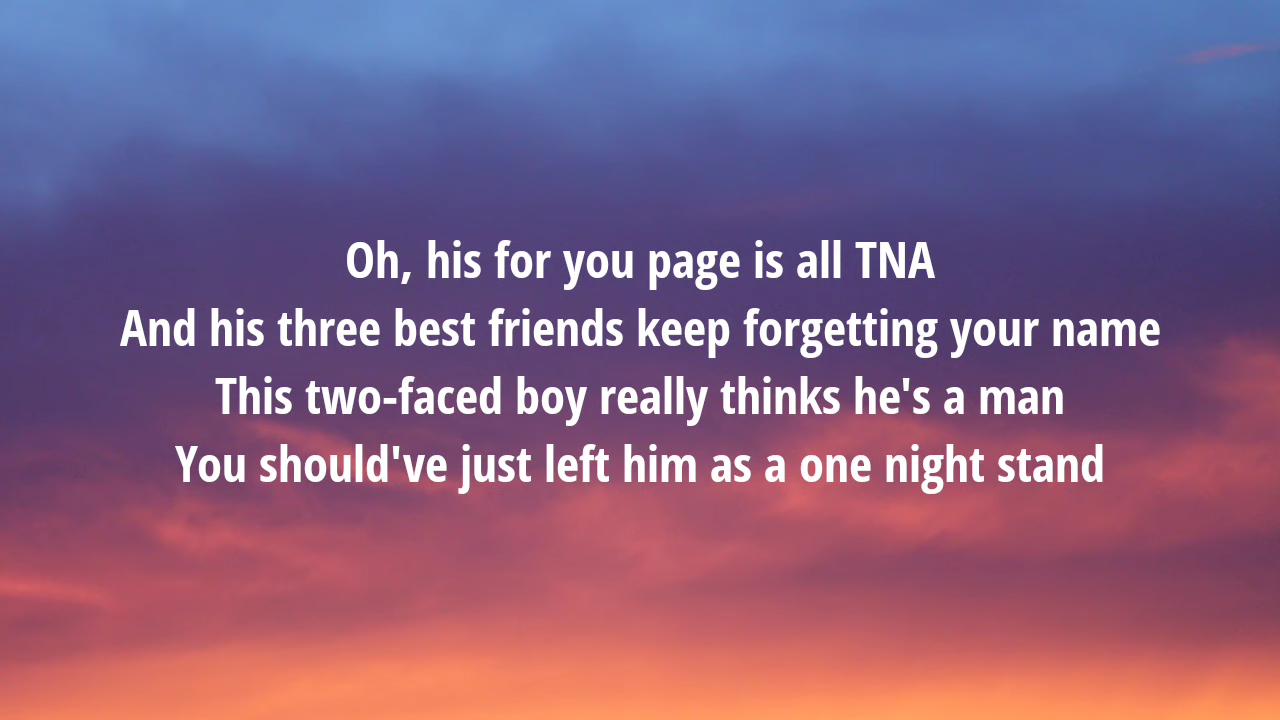 Oh, his for you page is all TNA
And his three best friends keep forgetting your name
This two-faced boy really thinks he's a man
You should've just left him as a one night stand